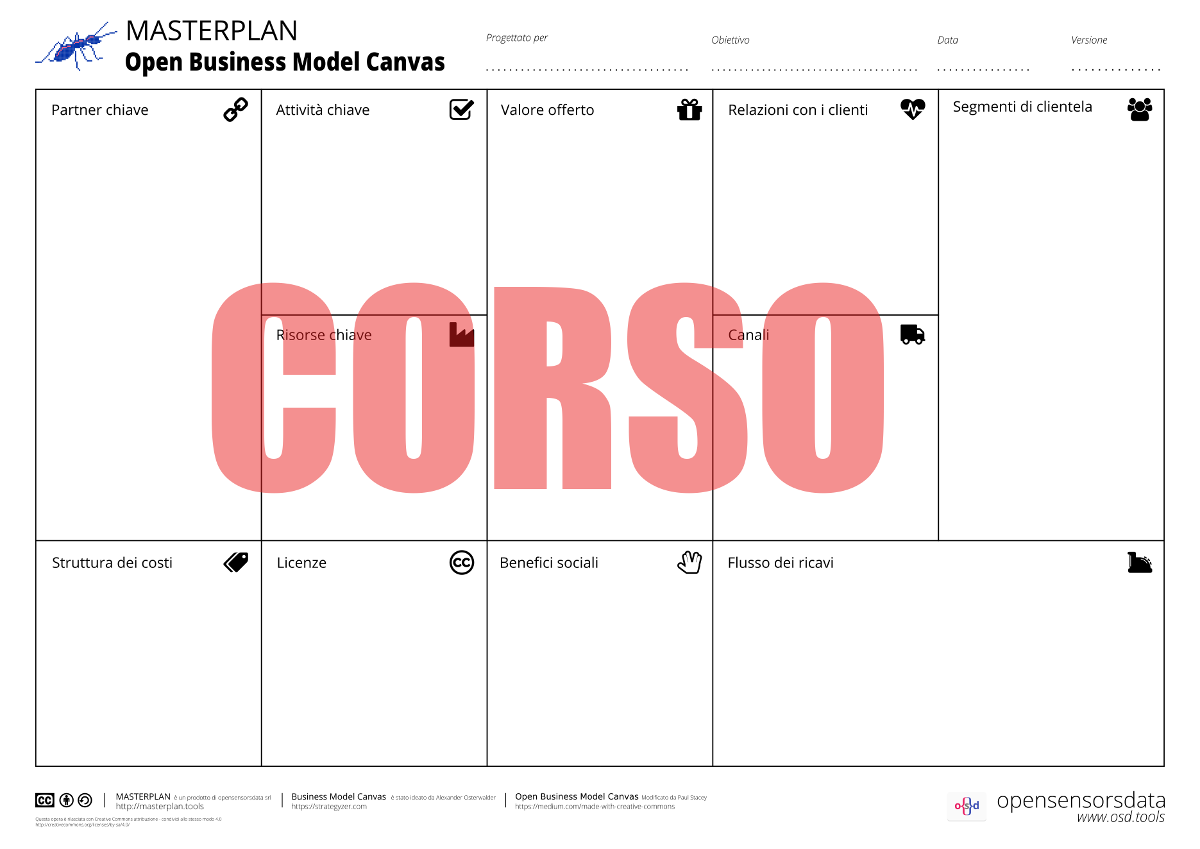 MASTERPLAN
Open Business Model Canvas
Progettato per
Obiettivo
Data
Versione
Partner chiave
Attività chiave
Valore offerto
Relazioni con i clienti
Segmenti di clientela
Risorse chiave
Canali
CORSO
Struttura dei costi
Licenze
Benefici sociali
Flusso dei ricavi
MASTERPLAN è un prodotto di opensensorsdata srl
http://masterplan.tools
Business Model Canvas è stato ideato da Alexander Osterwalder
https://strategyzer.com
Open Business Model Canvas Modificato da Paul Stacey
https://medium.com/made-with-creative-commons
Questa opera è rilasciata con Creative Commons attribuzione - condividi allo stesso modo 4.0
osd
opensensorsdata
www.osd.tools